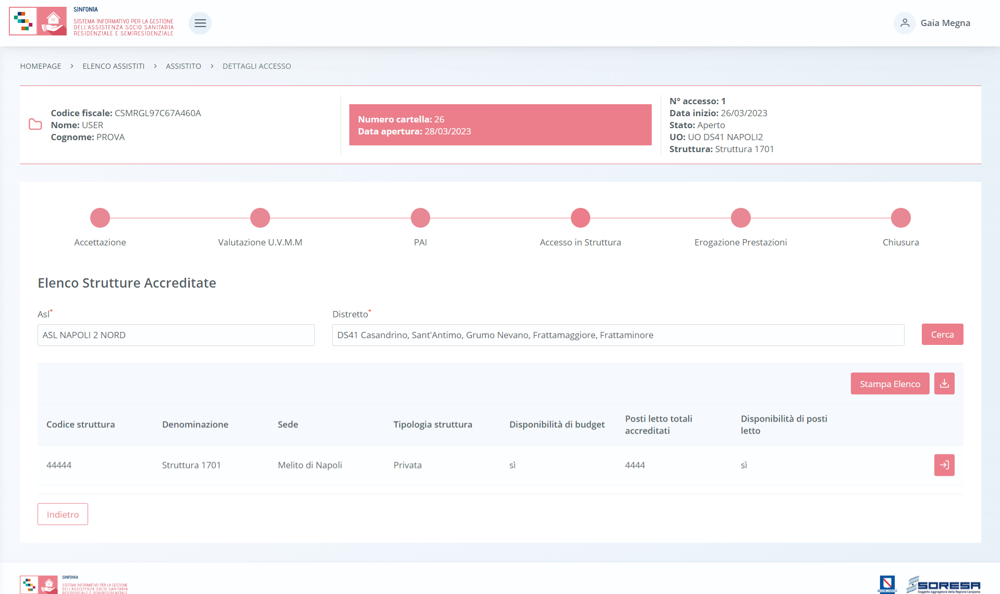 SINFONIA
SISTEMA INFORMATIVO PER LA GESTIONE
DELL'ASSISTENZA SOCIO SANITARIA
RESIDENZIALE E SEMIRESIDENZIALE
Gaia Megna
HOMEPAGE > ELENCO ASSISTITI > ASSISTITO > DETTAGLI ACCESSO
Codice fiscale: CSMRGL97C67A460A
Nome: USER
Cognome: PROVA
Numero cartella: 26
Data apertura: 28/03/2023
N° accesso: 1
Data inizio: 26/03/2023
Stato: Aperto
UO: UO DS41 NAPOLI2
Struttura: Struttura 1701
Accettazione
Valutazione U.V.M.M
PAI
Accesso in Struttura
Erogazione Prestazioni
Chiusura
Elenco Strutture Accreditate
Asl*
Distretto*
ASL NAPOLI 2 NORD
DS41 Casandrino, Sant'Antimo, Grumo Nevano, Frattamaggiore, Frattaminore
Cerca
Stampa Elenco
Codice struttura
Denominazione
Sede
Tipologia struttura
Disponibilità di budget
Posti letto totali
accreditati
Disponibilità di posti
letto
44444
Struttura 1701
Melito di Napoli
Privata
sì
4444
sì
Indietro
SINFONIA
SISTEMA INFORMATIVO PER LA GESTIONE
DELL'ASSISTENZA SOCIO SANITARIA
RESIDENZIALE E SEMIRESIDENZIALE
REGIONE CAMPANIA
SORESA
Soggetto Aggregatore della Regione Campania